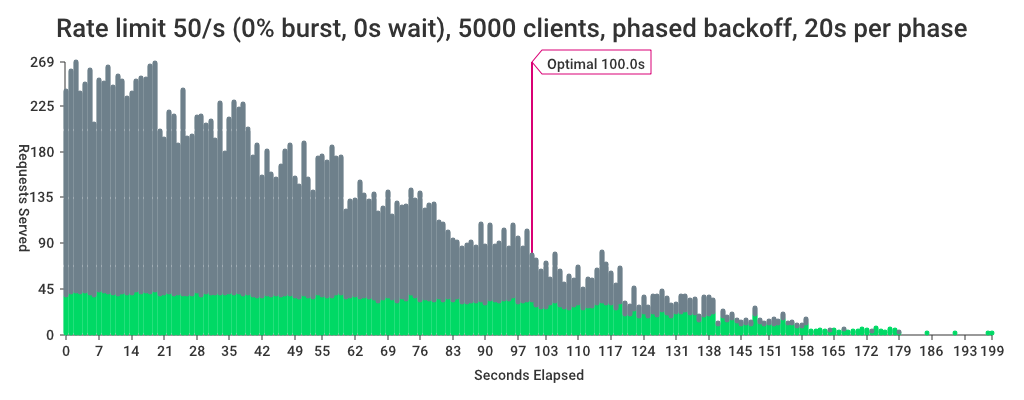 Rate limit 50/s (0% burst, 0s wait), 5000 clients, phased backoff, 20s per phase
Optimal 100.0s
269
225
180
135
90
45
0
Requests Served
0 7 14 21 28 35 42 49 55 62 69 76 83 90 97 103 110 117 124 131 138 145 151 158 165 172 179 186 193 199
Seconds Elapsed